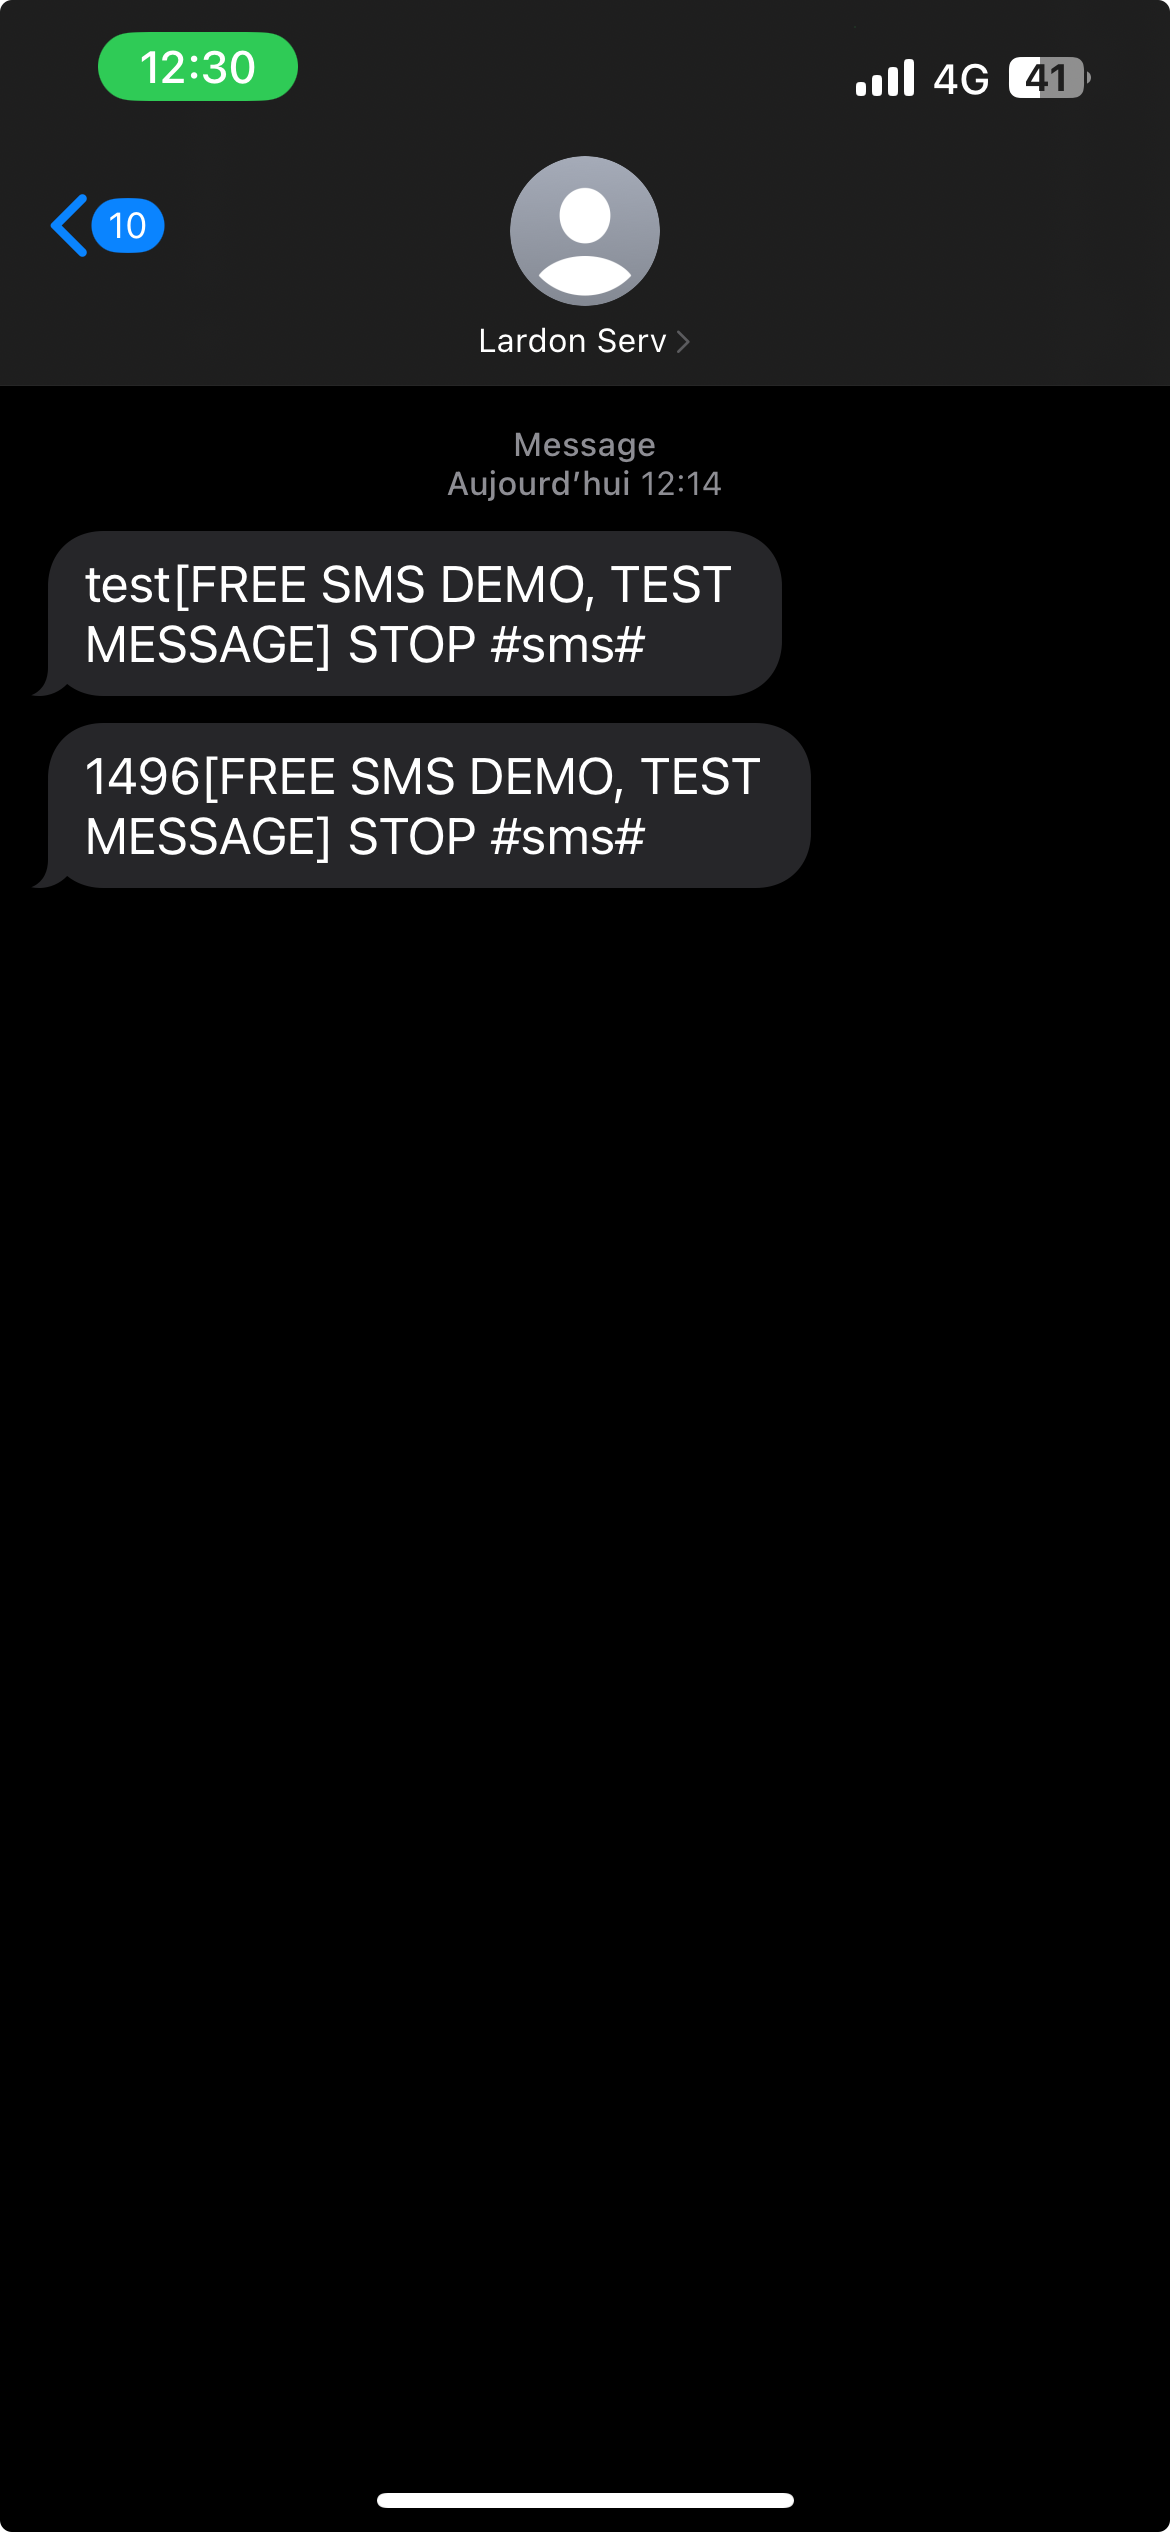 12:30
4G
41
10
Lardon Serv
Message
Aujourd’hui 12:14
test[FREE SMS DEMO, TEST
MESSAGE] STOP #sms#
1496[FREE SMS DEMO, TEST
MESSAGE] STOP #sms#